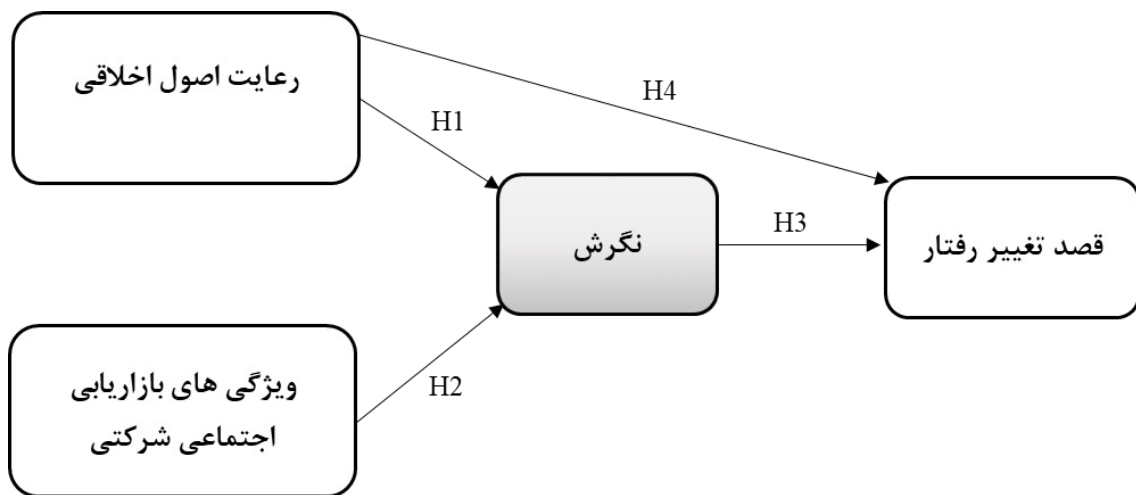 رعایت اصول اخلاقی
H4
H1
نگرش
H3
قصد تغییر رفتار
ویژگی های بازاریابی
اجتماعی شرکتی
H2